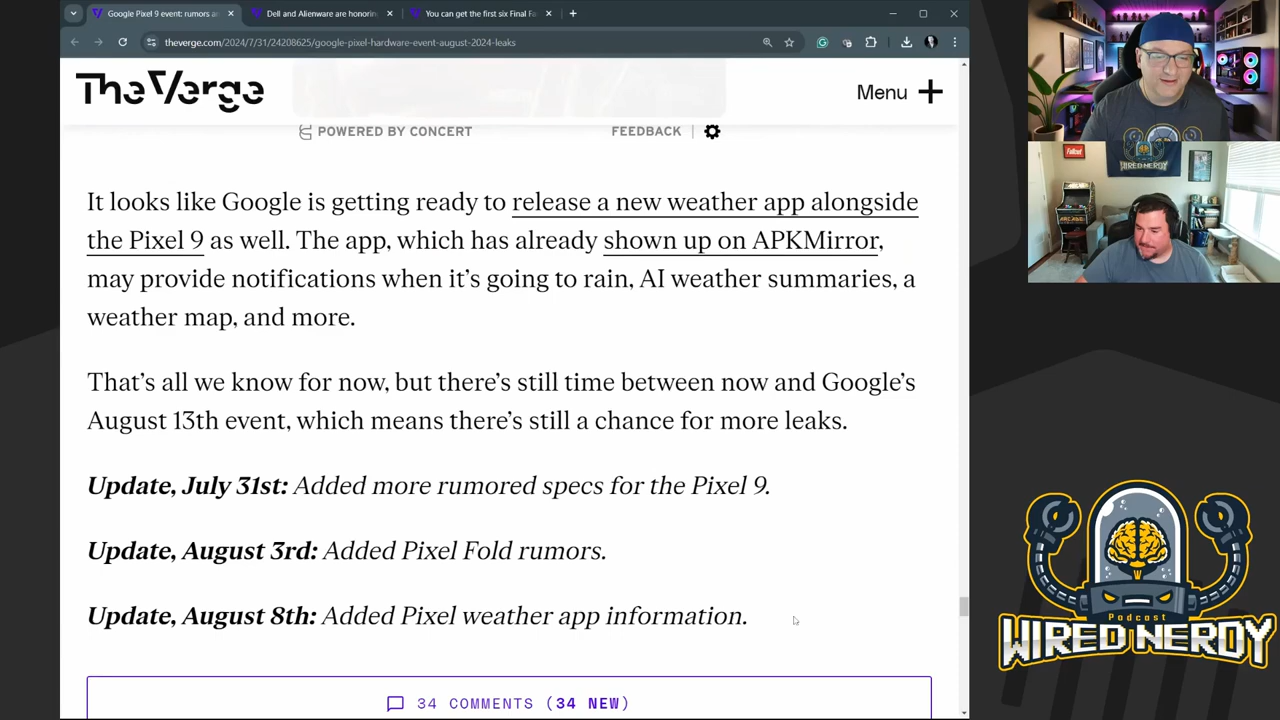 Google Pixel 9 event: rumors a
Dell and Alienware are honorin
You can get the first six Final Fa
theverge.com/2024/7/31/24208625/google-pixel-hardware-event-august-2024-leaks
The Verge
Menu
POWERED BY CONCERT
FEEDBACK
It looks like Google is getting ready to release a new weather app alongside
the Pixel 9 as well. The app, which has already shown up on APKMirror,
may provide notifications when it’s going to rain, AI weather summaries, a
weather map, and more.
That’s all we know for now, but there’s still time between now and Google’s
August 13th event, which means there’s still a chance for more leaks.
Update, July 31st: Added more rumored specs for the Pixel 9.
Update, August 3rd: Added Pixel Fold rumors.
Update, August 8th: Added Pixel weather app information.
34 COMMENTS (34 NEW)
WIRED NERDY
Fallout
WIRED NERDY
ARCADE
Podcast
WIRED NERDY